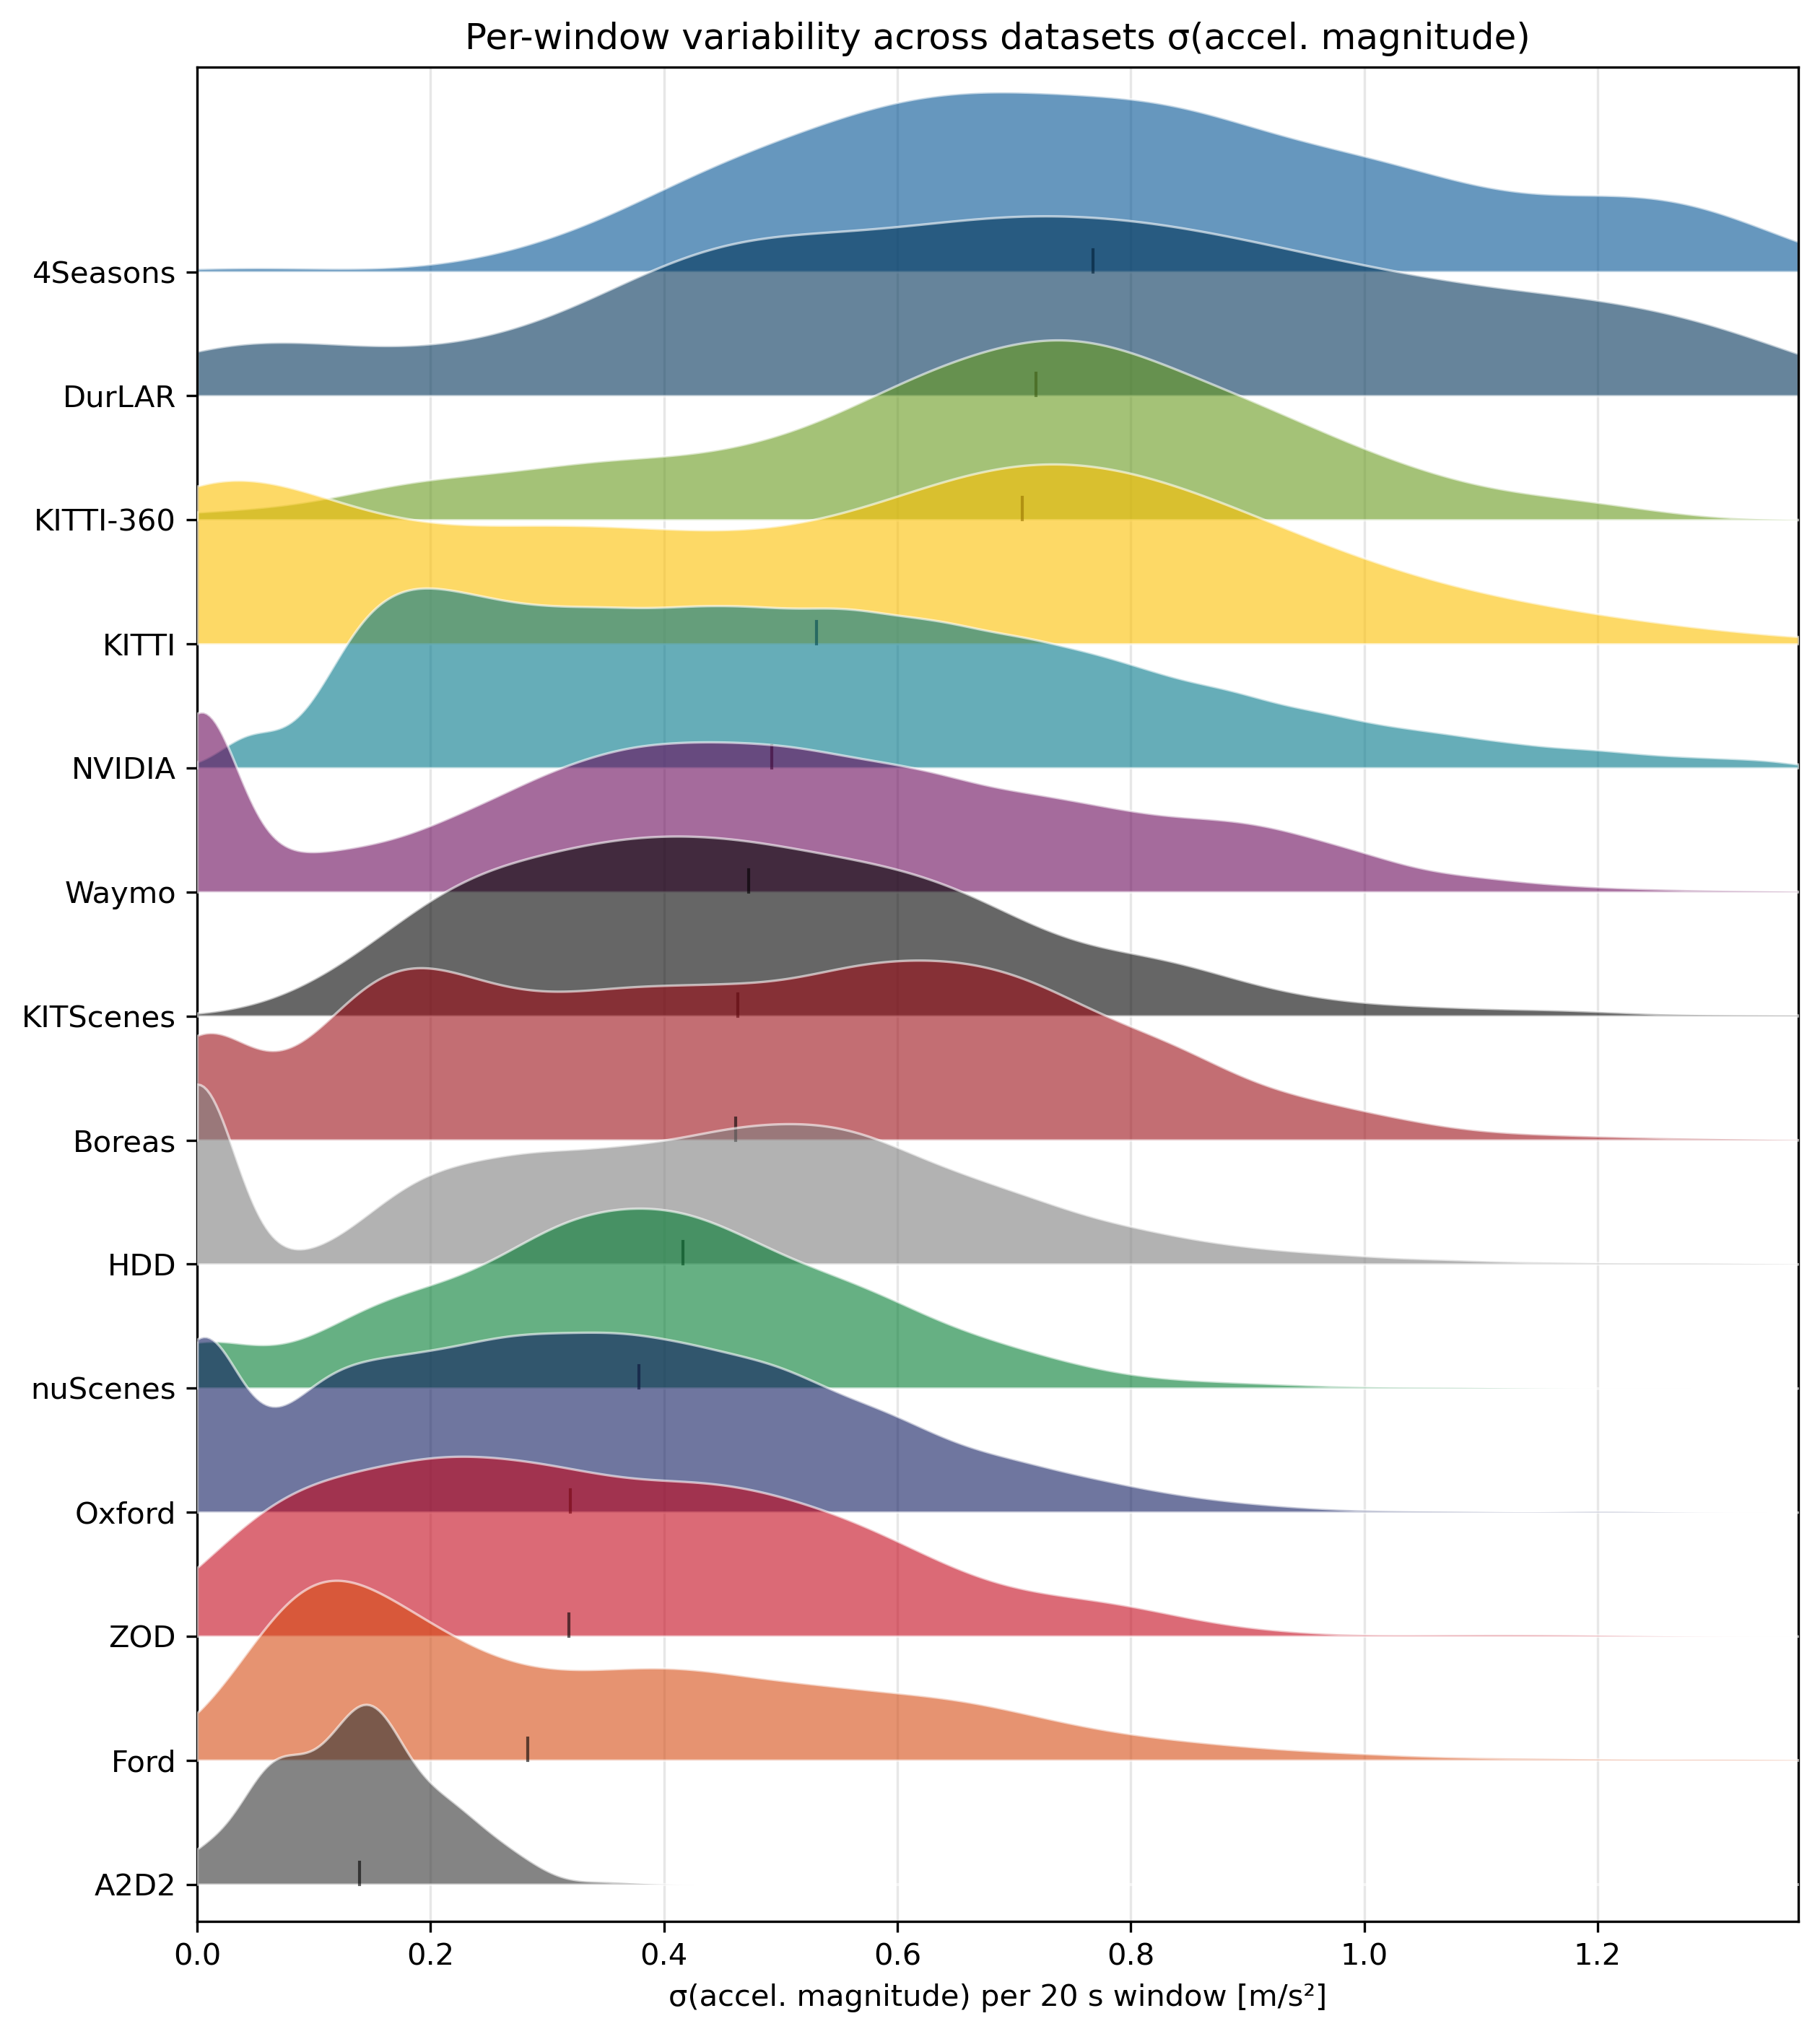 Per-window variability across datasets σ(accel. magnitude)
4Seasons
DurLAR
KITTI-360
KITTI
NVIDIA
Waymo
KITScenes
Boreas
HDD
nuScenes
Oxford
ZOD
Ford
A2D2
0.0 0.2 0.4 0.6 0.8 1.0 1.2
σ(accel. magnitude) per 20 s window [m/s²]